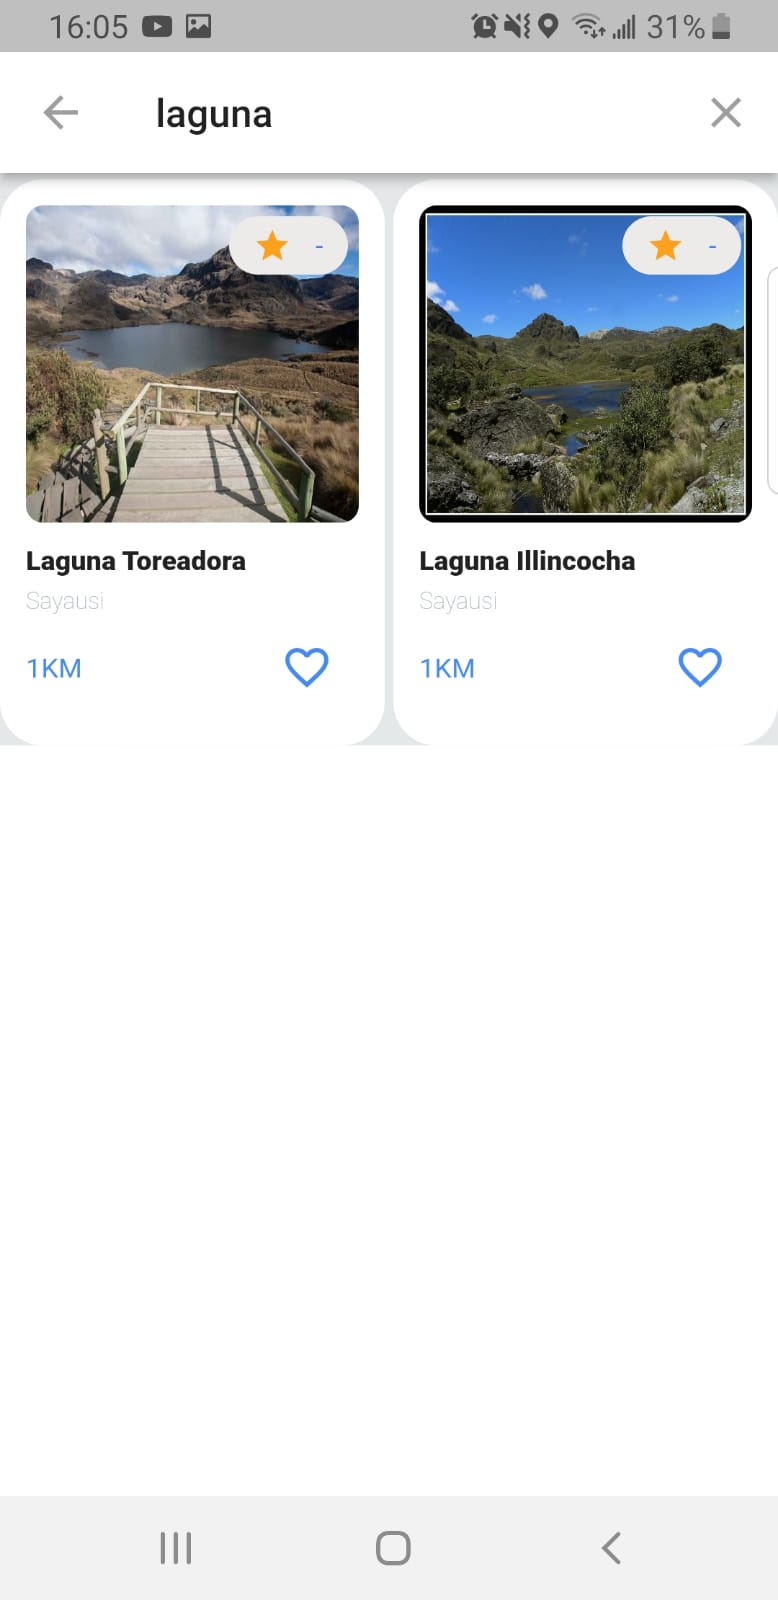 16:05
31%
laguna
-
-
Laguna Toreadora
Sayausi
1KM
Laguna Illincocha
Sayausi
1KM